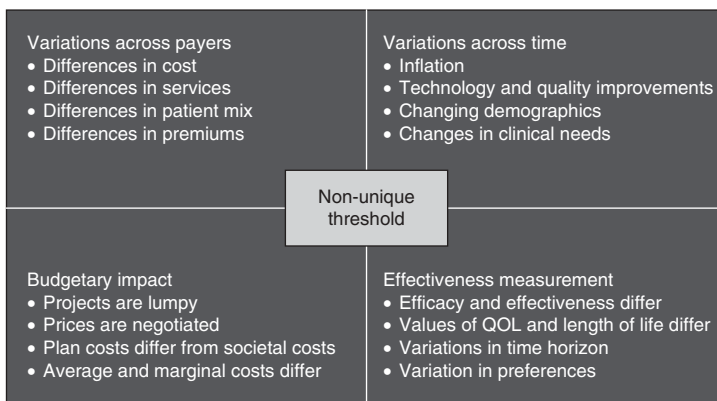 Variations across payers
• Differences in cost
• Differences in services
• Differences in patient mix
• Differences in premiums
Variations across time
• Inflation
• Technology and quality improvements
• Changing demographics
• Changes in clinical needs
Non-unique
threshold
Budgetary impact
• Projects are lumpy
• Prices are negotiated
• Plan costs differ from societal costs
• Average and marginal costs differ
Effectiveness measurement
• Efficacy and effectiveness differ
• Values of QOL and length of life differ
• Variations in time horizon
• Variation in preferences